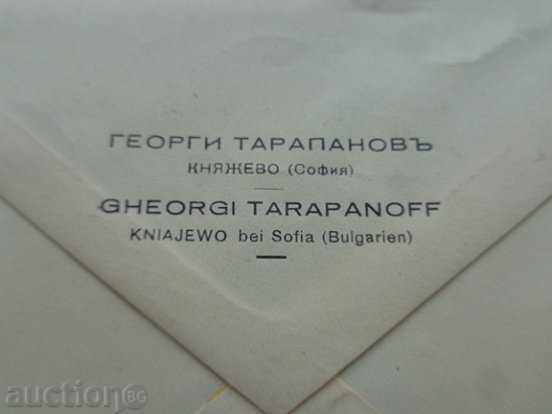 ГЕОРГИ ТАРАПАНОВЪ
КНЯЖЕВО (София)
GHEORGI TARAPANOFF
KNIAJEWO bei Sofia (Bulgarien)
auction BG